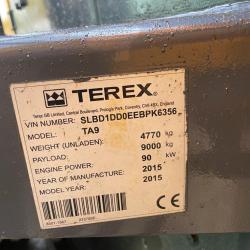 TEREX
Terex GB Limited, Central Boulevard, Prologis Park, Coventry, CV6 4BX, England
VIN NUMBER: SLBD1DD0EEBPK6356
MODEL: TA9
WEIGHT (UNLADEN): 4770 kg
PAYLOAD: 9000 kg
ENGINE POWER: 90 kW
YEAR OF MANUFACTURE: 2015
MODEL YEAR: 2015